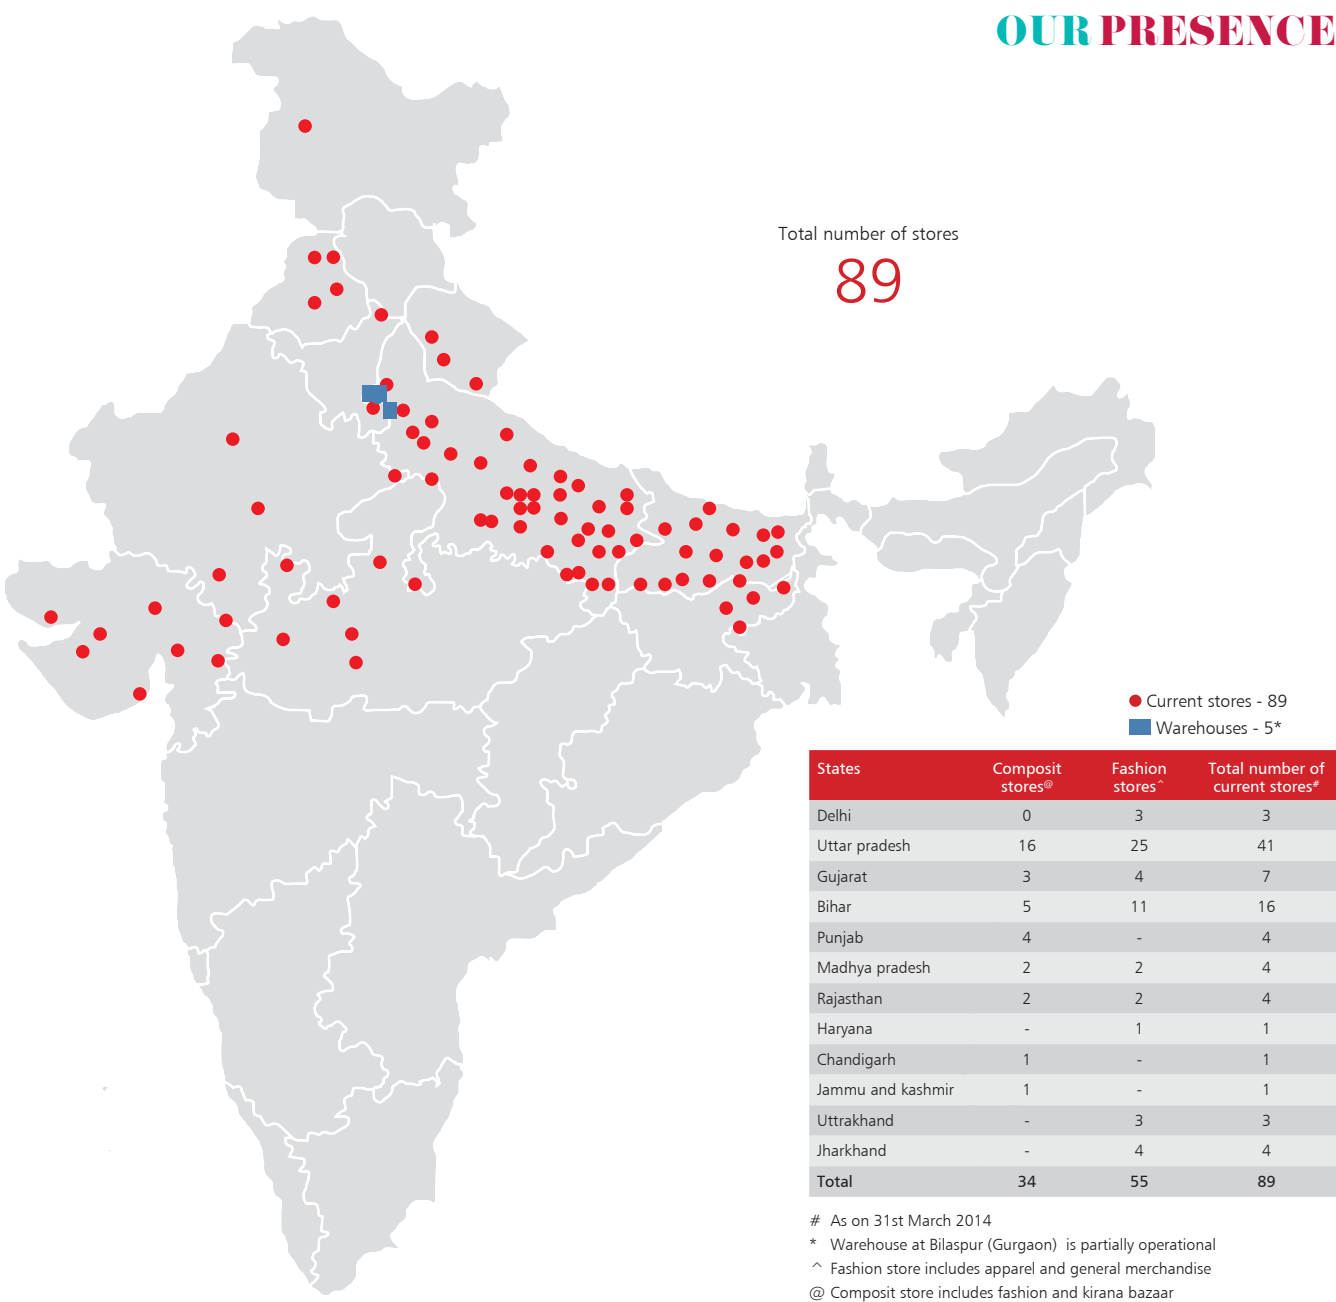 OUR PRESENCE
Total number of stores
89
Current stores - 89
Warehouses - 5*
States Composit stores@ Fashion stores^ Total number of current stores#
Delhi 0 3 3
Uttar pradesh 16 25 41
Gujarat 3 4 7
Bihar 5 11 16
Punjab 4 - 4
Madhya pradesh 2 2 4
Rajasthan 2 2 4
Haryana - 1 1
Chandigarh 1 - 1
Jammu and kashmir 1 - 1
Uttrakhand - 3 3
Jharkhand - 4 4
Total 34 55 89
# As on 31st March 2014
* Warehouse at Bilaspur (Gurgaon) is partially operational
^ Fashion store includes apparel and general merchandise
@ Composit store includes fashion and kirana bazaar